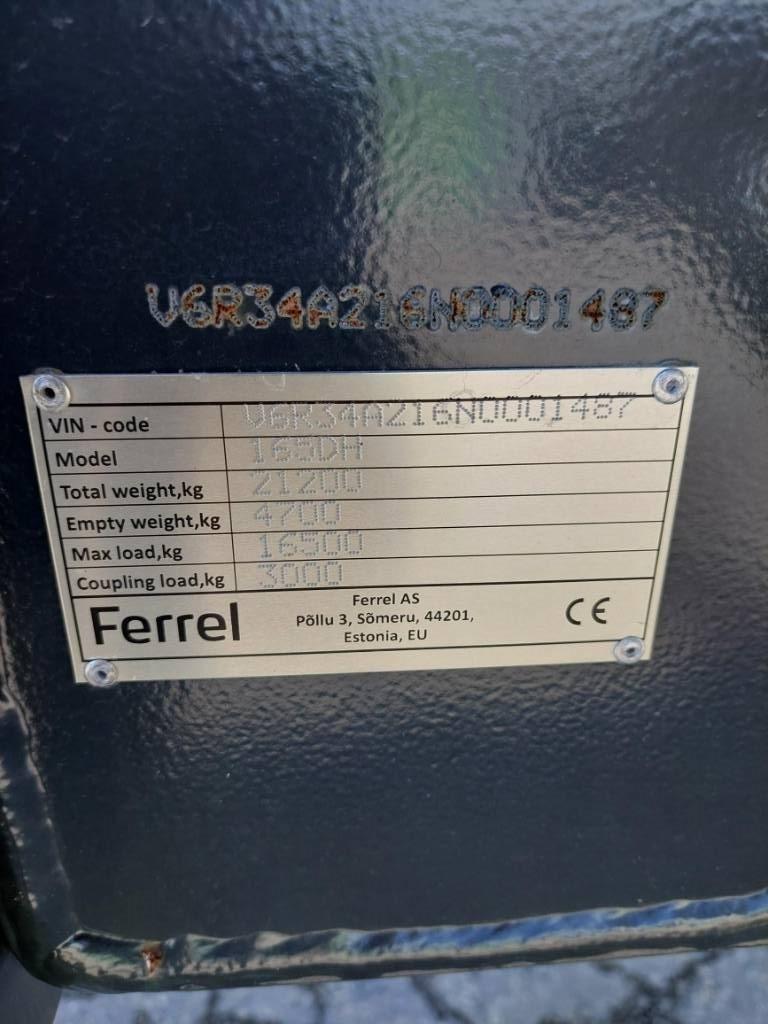 V6R34A216N0001487
VIN - code V6R34A216N0001487
Model 165DH
Total weight,kg 21200
Empty weight,kg 4700
Max load,kg 16500
Coupling load,kg 3000
Ferrel
Ferrel AS
Põllu 3, Sõmeru, 44201,
Estonia, EU
CE